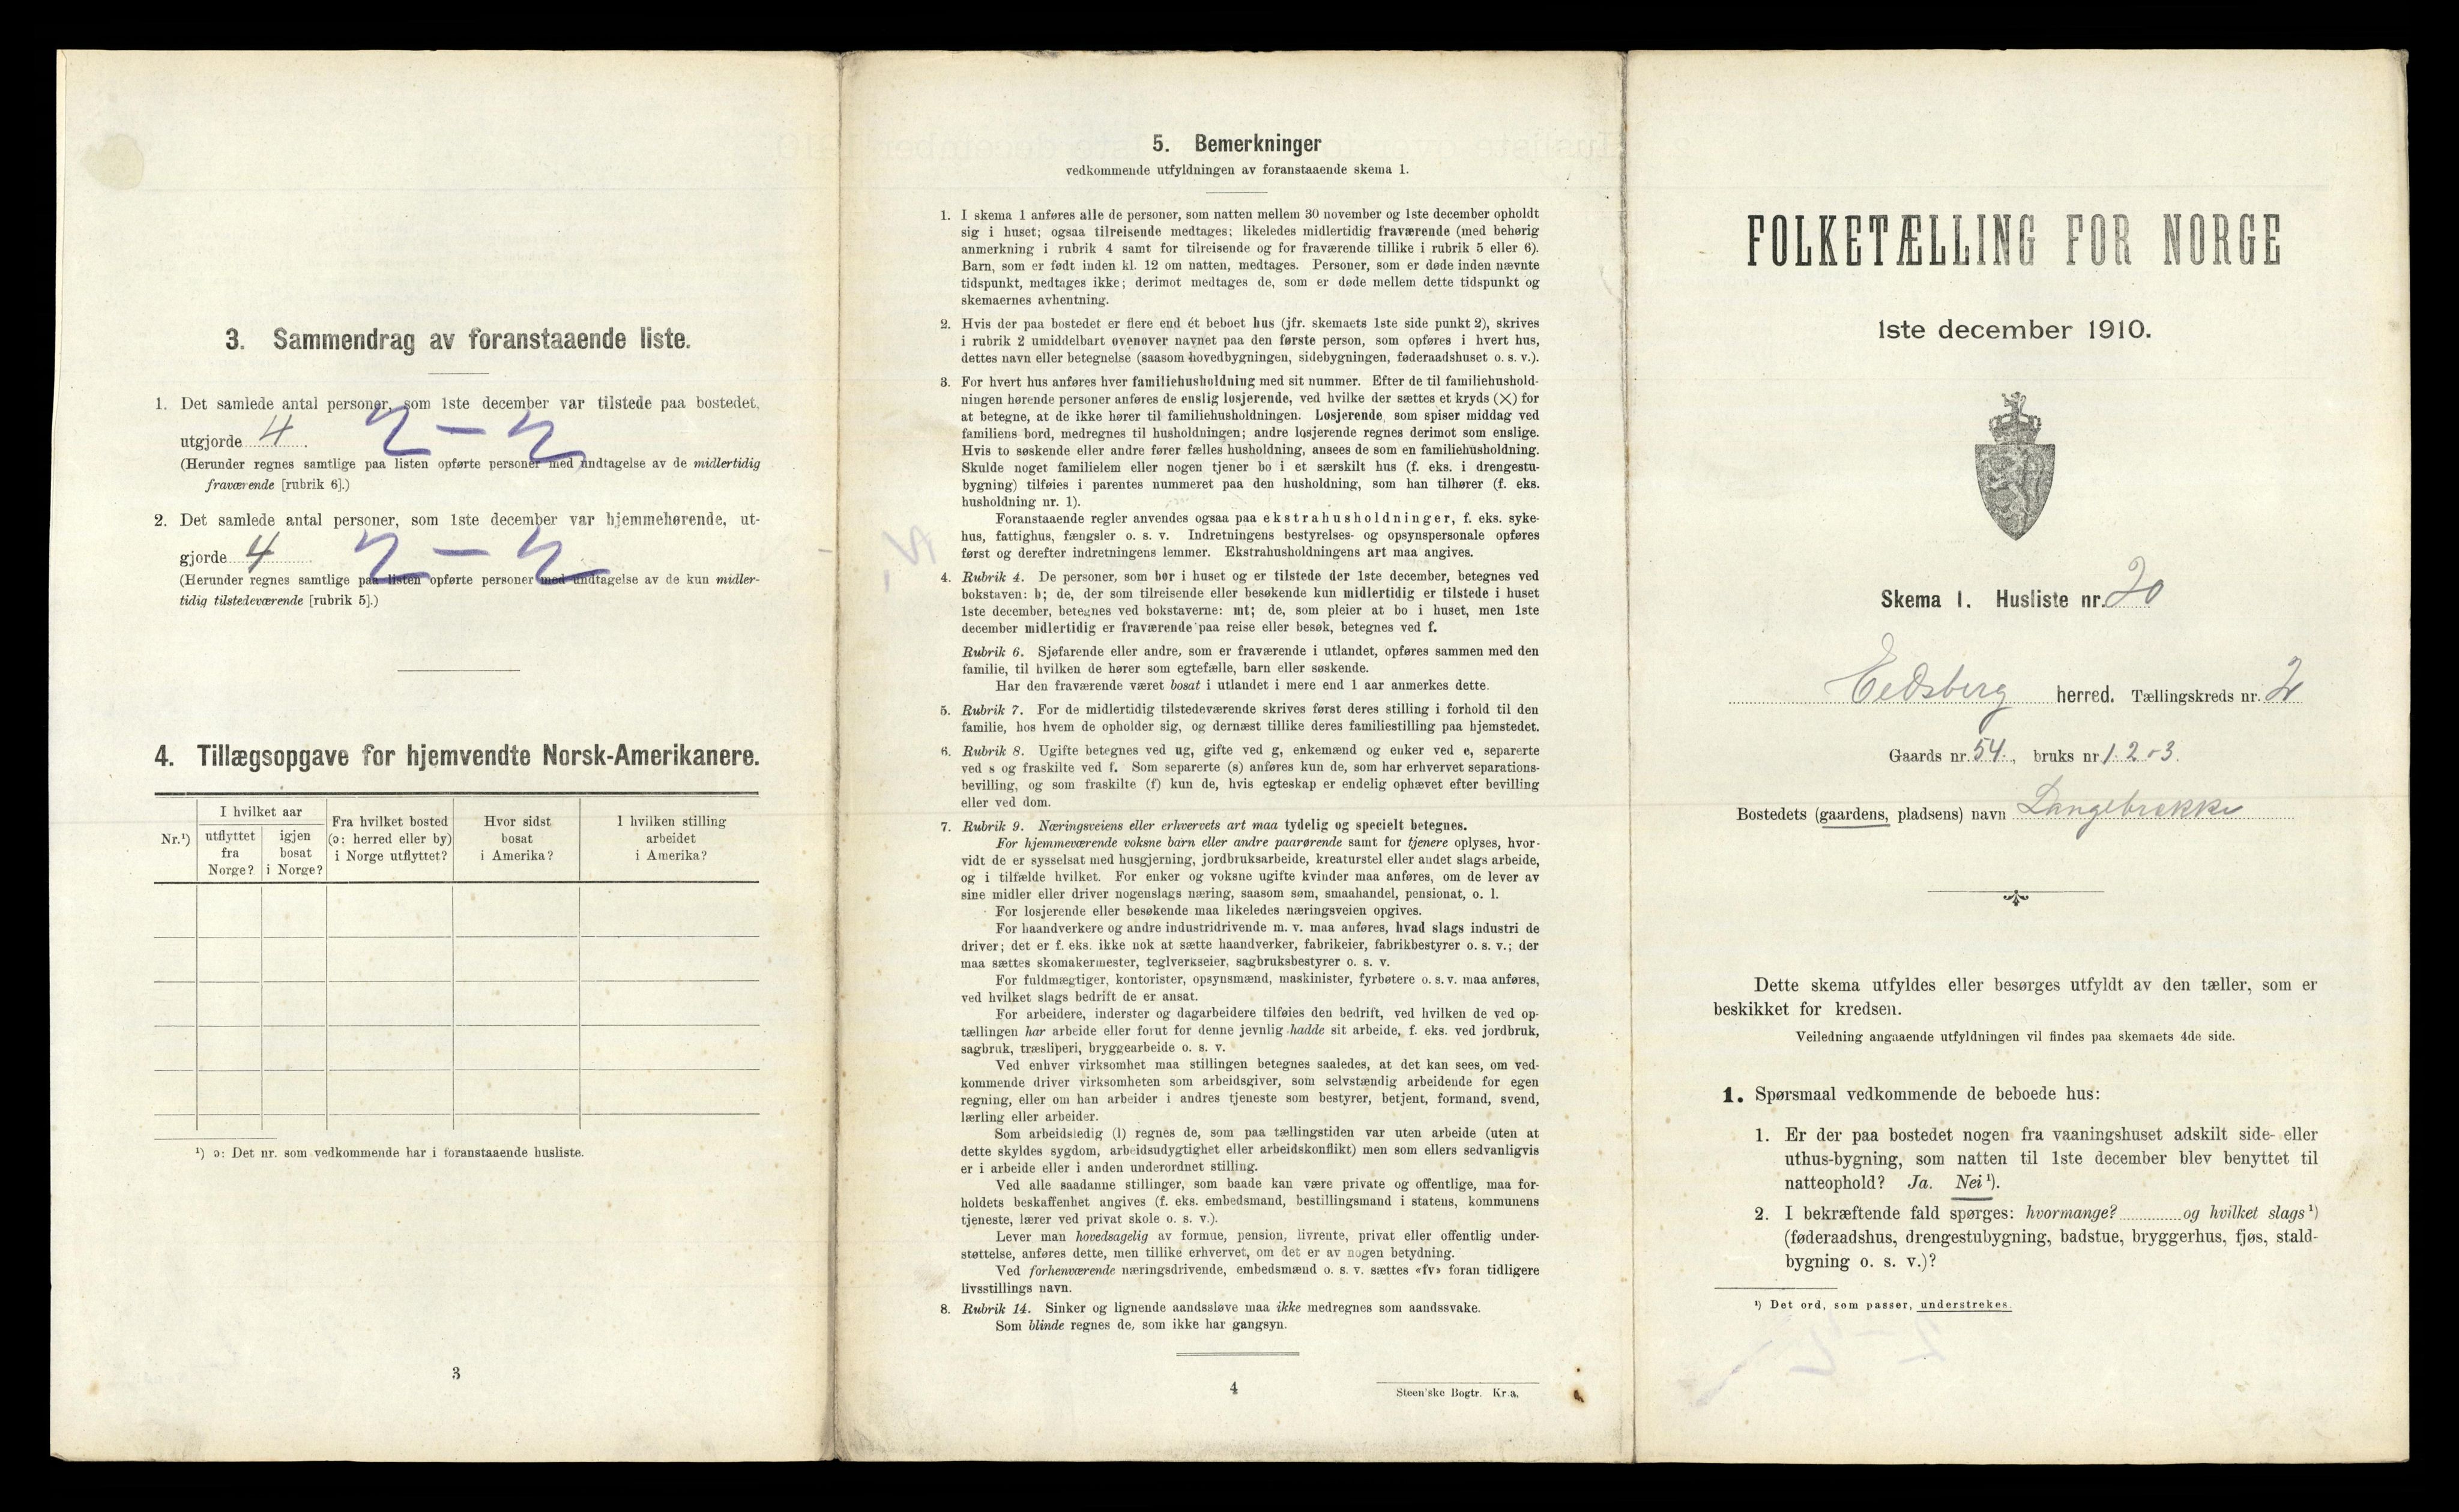 3. Sammendrag av foranstaaende liste.
1. Det samlede antal personer, som 1ste december var tilstede paa bostedet
utgjorde 4. 2 – 2
(Herunder regnes samtlige paa listen opførte personer med undtagelse av de midlertidig
fraværende [rubrik 6].)
2. Det samlede antal personer, som 1ste december var hjemmehørende, ut-
gjorde 4 2 – 2
(Herunder regnes samtlige paa listen opførte personer med undtagelse av de kun midler-
tidig tilstedeværende [rubrik 5].)
4. Tillægsopgave for hjemvendte Norsk-Amerikanere.
Nr.¹)
I hvilket aar
utflyttet fra Norge?
igjen bosat i Norge?
Fra hvilket bosted (ɔ: herred eller by) i Norge utflyttet?
Hvor sidst bosat i Amerika?
I hvilken stilling arbeidet i Amerika?
¹) ɔ: Det nr. som vedkommende har i foranstaaende husliste.
3
5. Bemerkninger
vedkommende utfyldningen av foranstaaende skema 1.
1. I skema 1 anføres alle de personer, som natten mellem 30 november og 1ste december opholdt
sig i huset; ogsaa tilreisende medtages; likeledes midlertidig fraværende (med behørig
anmerkning i rubrik 4 samt for tilreisende og for fraværende tillike i rubrik 5 eller 6).
Barn, som er født inden kl. 12 om natten, medtages. Personer, som er døde inden nævnte
tidspunkt, medtages ikke; derimot medtages de, som er døde mellem dette tidspunkt og
skemaernes avhentning.
2. Hvis der paa bostedet er flere end ét beboet hus (jfr. skemaets 1ste side punkt 2), skrives
i rubrik 2 umiddelbart ovenover navnet paa den første person, som opføres i hvert hus,
dettes navn eller betegnelse (saasom hovedbygningen, sidebygningen, føderaadshuset o. s. v.).
3. For hvert hus anføres hver familiehusholdning med sit nummer. Efter de til familiehushold-
ningen hørende personer anføres de enslig losjerende, ved hvilke der sættes et kryds (×) for
at betegne, at de ikke hører til familiehusholdningen. Losjerende, som spiser middag ved
familiens bord, medregnes til husholdningen; andre losjerende regnes derimot som enslige.
Hvis to søskende eller andre fører fælles husholdning, ansees de som en familiehusholdning.
Skulde noget familielem eller nogen tjener bo i et særskilt hus (f. eks. i drengestu-
bygning) tilføies i parentes nummeret paa den husholdning, som han tilhører (f. eks.
husholdning nr. 1).
Foranstaaende regler anvendes ogsaa paa ekstrahusholdninger, f. eks. syke-
hus, fattighus, fængsler o. s. v. Indretningens bestyrelses- og opsynspersonale opføres
først og derefter indretningens lemmer. Ekstrahusholdningens art maa angives.
4. Rubrik 4. De personer, som bor i huset og er tilstede der 1ste december, betegnes ved
bokstaven: b; de, der som tilreisende eller besøkende kun midlertidig er tilstede i huset
1ste december, betegnes ved bokstaverne: mt; de, som pleier at bo i huset, men 1ste
december midlertidig er fraværende paa reise eller besøk, betegnes ved f.
Rubrik 6. Sjøfarende eller andre, som er fraværende i utlandet, opføres sammen med den
familie, til hvilken de hører som egtefælle, barn eller søskende.
Har den fraværende været bosat i utlandet i mere end 1 aar anmerkes dette.
5. Rubrik 7. For de midlertidig tilstedeværende skrives først deres stilling i forhold til den
familie, hos hvem de opholder sig, og dernæst tillike deres familiestilling paa hjemstedet.
6. Rubrik 8. Ugifte betegnes ved ug, gifte ved g, enkemænd og enker ved e, separerte
ved s og fraskilte ved f. Som separerte (s) anføres kun de, som har erhvervet separations-
bevilling, og som fraskilte (f) kun de, hvis egteskap er endelig ophævet efter bevilling
eller ved dom.
7. Rubrik 9. Næringsveiens eller erhvervets art maa tydelig og specielt betegnes.
For hjemmeværende voksne barn eller andre paarørende samt for tjenere oplyses, hvor-
vidt de er sysselsat med husgjerning, jordbruksarbeide, kreaturstel eller andet slags arbeide,
og i tilfælde hvilket. For enker og voksne ugifte kvinder maa anføres, om de lever av
sine midler eller driver nogenslags næring, saasom søm, smaahandel, pensionat, o. l.
For losjerende eller besøkende maa likeledes næringsveien opgives.
For haandverkere og andre industridrivende m. v. maa anføres, hvad slags industri de
driver; det er f. eks. ikke nok at sætte haandverker, fabrikeier, fabrikbestyrer o. s. v.; der
maa sættes skomakermester, teglverkseier, sagbruksbestyrer o. s. v.
For fuldmægtiger, kontorister, opsynsmænd, maskinister, fyrbøtere o. s. v. maa anføres,
ved hvilket slags bedrift de er ansat.
For arbeidere, inderster og dagarbeidere tilføies den bedrift, ved hvilken de ved op-
tællingen har arbeide eller forut for denne jevnlig hadde sit arbeide, f. eks. ved jordbruk,
sagbruk, træsliperi, bryggearbeide o. s. v.
Ved enhver virksomhet maa stillingen betegnes saaledes, at det kan sees, om ved-
kommende driver virksomheten som arbeidsgiver, som selvstændig arbeidende for egen
regning, eller om han arbeider i andres tjeneste som bestyrer, betjent, formand, svend,
lærling eller arbeider.
Som arbeidsledig (l) regnes de, som paa tællingstiden var uten arbeide (uten at
dette skyldes sygdom, arbeidsudygtighet eller arbeidskonflikt) men som ellers sedvanligvis
er i arbeide eller i anden underordnet stilling.
Ved alle saadanne stillinger, som baade kan være private og offentlige, maa for-
holdets beskaffenhet angives (f. eks. embedsmand, bestillingsmand i statens, kommunens
tjeneste, lærer ved privat skole o. s. v.).
Lever man hovedsagelig av formue, pension, livrente, privat eller offentlig under-
støttelse, anføres dette, men tillike erhvervet, om det er av nogen betydning.
Ved forhenværende næringsdrivende, embedsmænd o. s. v. sættes «fv» foran tidligere
livsstillings navn.
8. Rubrik 14. Sinker og lignende aandssløve maa ikke medregnes som aandssvake.
Som blinde regnes de, som ikke har gangsyn.
4
Steen'ske Bogtr. Kr.a.
FOLKETÆLLING FOR NORGE
1ste december 1910.
Skema 1. Husliste nr. 20
Eidsberg herred. Tællingskreds nr. 2
Gaards nr. 54., bruks nr 1. 2 o 3.
Bostedets (gaardens, pladsens) navn Langebrekke
Dette skema utfyldes eller besørges utfyldt av den tæller, som er
beskikket for kredsen.
Veiledning angaaende utfyldningen vil findes paa skemaets 4de side.
1. Spørsmaal vedkommende de beboede hus:
1. Er der paa bostedet nogen fra vaaningshuset adskilt side- eller
uthus-bygning, som natten til 1ste december blev benyttet til
natteophold? Ja. Nei ¹).
2. I bekræftende fald spørges: hvormange? og hvilket slags ¹)
(føderaadshus, drengestubygning, badstue, bryggerhus, fjøs, stald-
bygning o. s. v.)?
¹) Det ord, som passer, understrekes.